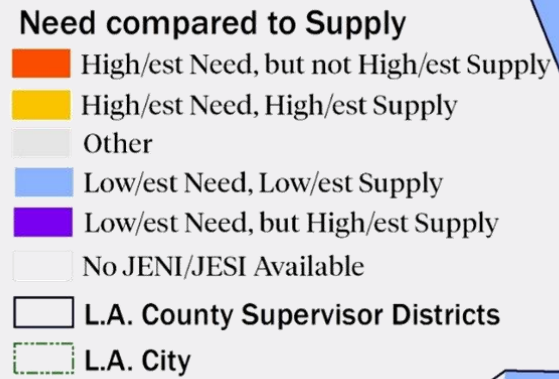 Need compared to Supply
High/est Need, but not High/est Supply
High/est Need, High/est Supply
Other
Low/est Need, Low/est Supply
Low/est Need, but High/est Supply
No JENI/JESI Available
L.A. County Supervisor Districts
L.A. City